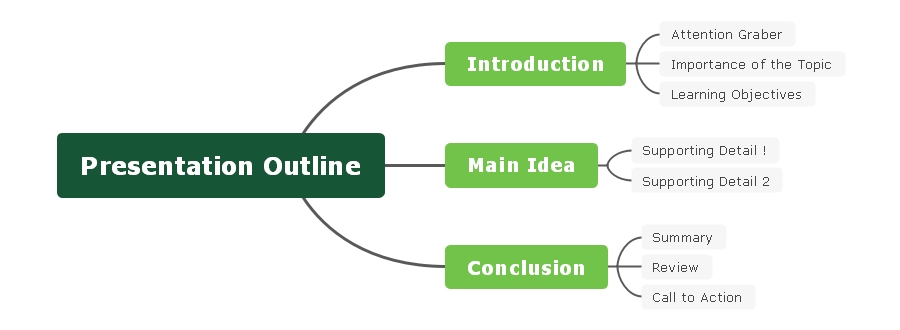 Presentation Outline
Introduction
Attention Graber
Importance of the Topic
Learning Objectives
Main Idea
Supporting Detail !
Supporting Detail 2
Conclusion
Summary
Review
Call to Action